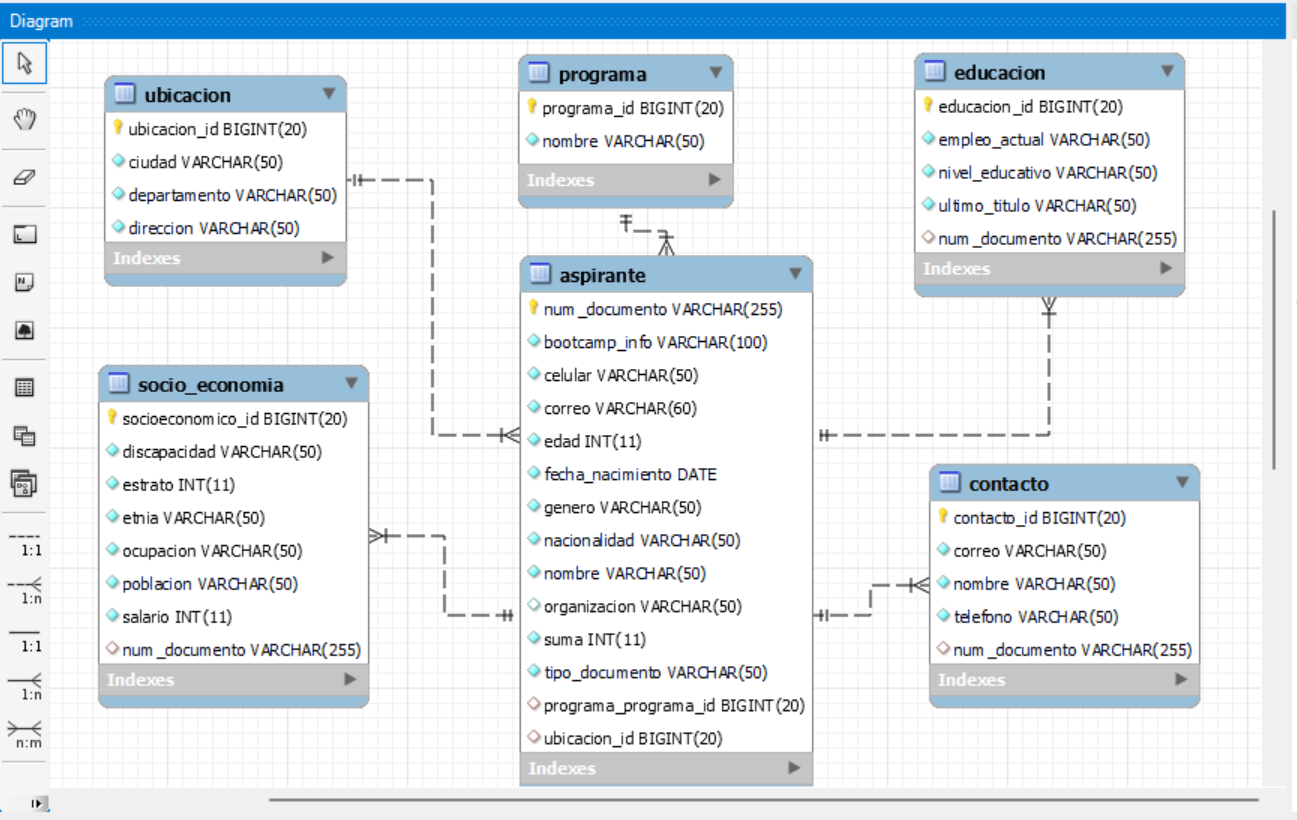 Diagram
ubicacion
ubicacion_id BIGINT(20)
ciudad VARCHAR(50)
departamento VARCHAR(50)
direccion VARCHAR(50)
Indexes
programa
programa_id BIGINT(20)
nombre VARCHAR(50)
Indexes
educacion
educacion_id BIGINT(20)
empleo_actual VARCHAR(50)
nivel_educativo VARCHAR(50)
ultimo_titulo VARCHAR(50)
num_documento VARCHAR(255)
Indexes
socio_economia
socioeconomico_id BIGINT(20)
discapacidad VARCHAR(50)
estrato INT(11)
etnia VARCHAR(50)
ocupacion VARCHAR(50)
poblacion VARCHAR(50)
salario INT(11)
num_documento VARCHAR(255)
Indexes
aspirante
num_documento VARCHAR(255)
bootcamp_info VARCHAR(100)
celular VARCHAR(50)
correo VARCHAR(60)
edad INT(11)
fecha_nacimiento DATE
genero VARCHAR(50)
nacionalidad VARCHAR(50)
nombre VARCHAR(50)
organizacion VARCHAR(50)
suma INT(11)
tipo_documento VARCHAR(50)
programa_programa_id BIGINT(20)
ubicacion_id BIGINT(20)
Indexes
contacto
contacto_id BIGINT(20)
correo VARCHAR(50)
nombre VARCHAR(50)
telefono VARCHAR(50)
num_documento VARCHAR(255)
Indexes
1:1
1:n
1:1
1:n
n:m